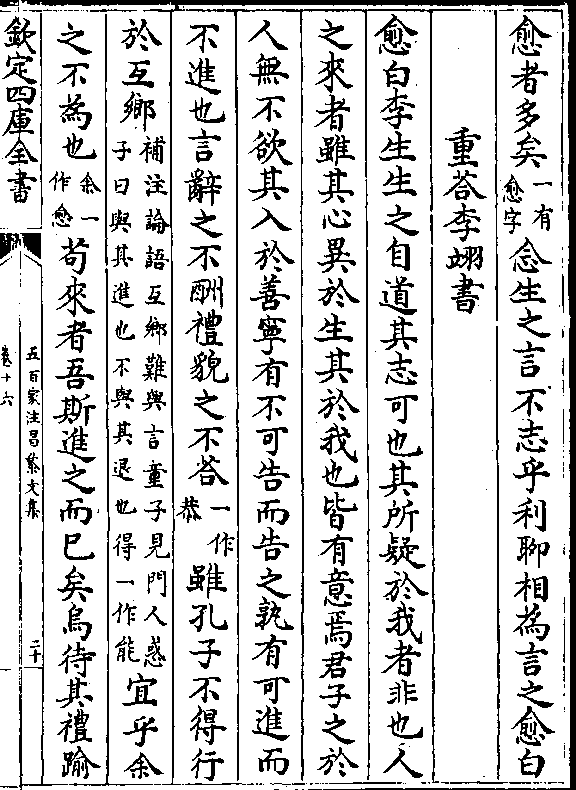 愈者多矣一有愈字念生之言不志乎利聊相為言之愈白
重荅李翊書
愈白李生生之自道其志可也其所疑於我者非也人
之來者雖其心異於生其於我也皆有意焉君子之於
人無不欲其入於善寧有不可告而告之孰有可進而
不進也言辭之不酬禮貌之不荅一作恭雖孔子不得行
於互鄉補注論語互鄉難與言童子見門人惑子曰與其進也不與其退也得一作能宜乎余
之不為也余一作愈苟來者吾斯進之而已矣烏待其禮踰
欽定四庫全書
五百家注昌黎文集
卷十六
二十